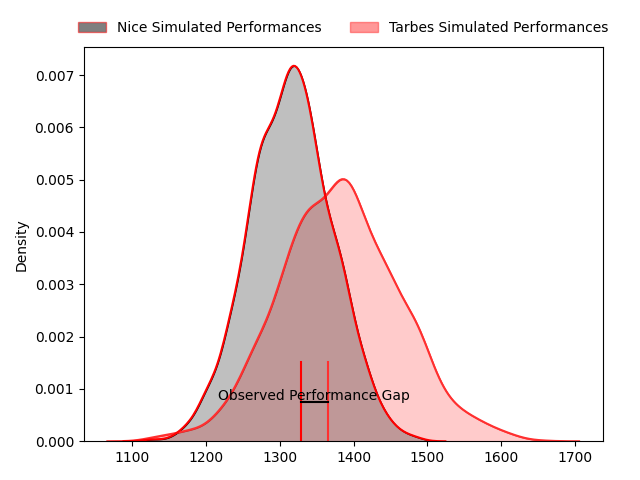 Nice Simulated Performances Tarbes Simulated Performances
0.007
0.006
0.005
0.004
0.003
0.002
0.001
0.000
Density
Observed Performance Gap
1100 1200 1300 1400 1500 1600 1700